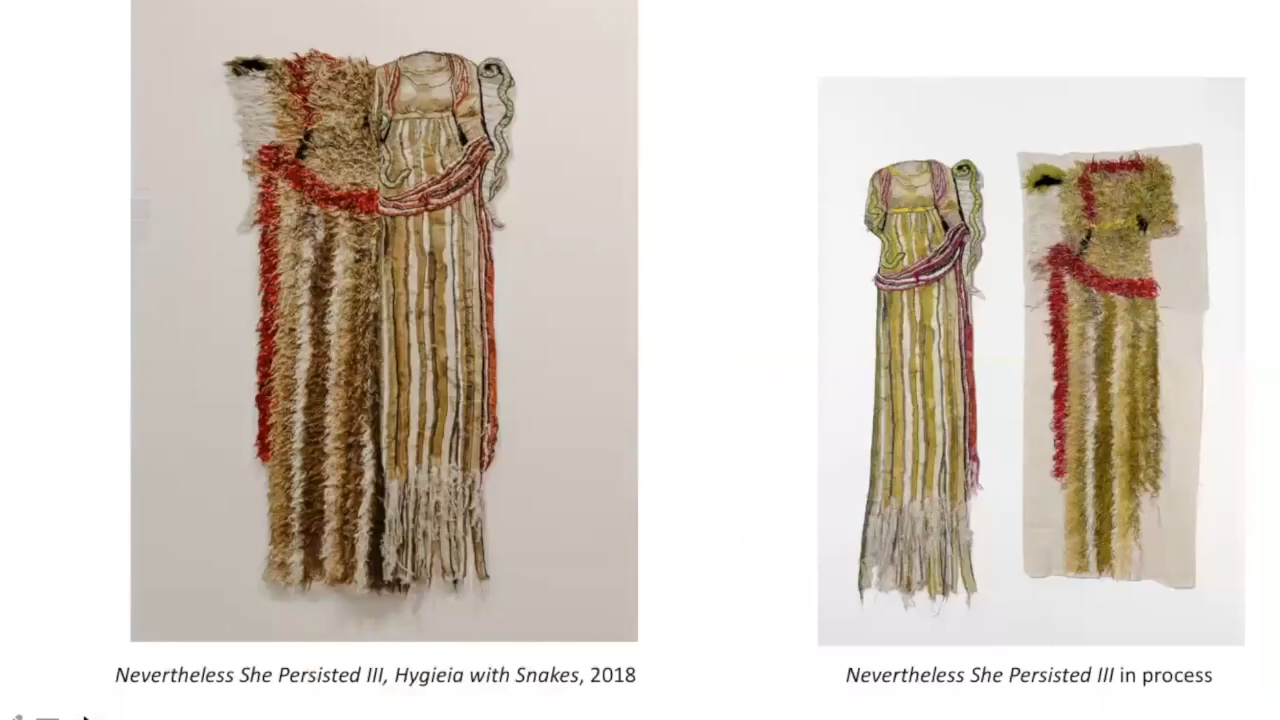 Nevertheless She Persisted III, Hygieia with Snakes, 2018
Nevertheless She Persisted III in process